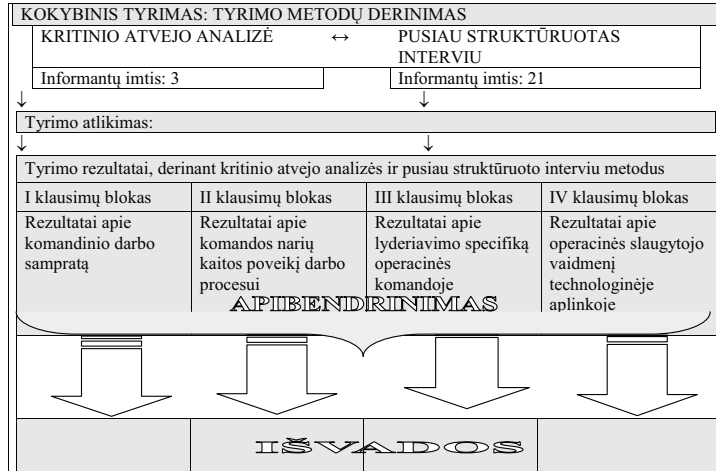 KOKYBINIS TYRIMAS: TYRIMO METODŲ DERINIMAS
KRITINIO ATVEJO ANALIZĖ ↔ PUSIAU STRUKTŪRUOTAS
INTERVIU
Informantų imtis: 3
Informantų imtis: 21
↓ ↓
Tyrimo atlikimas:
↓ ↓
Tyrimo rezultatai, derinant kritinio atvejo analizės ir pusiau struktūruoto interviu metodus
I klausimų blokas
II klausimų blokas
III klausimų blokas
IV klausimų blokas
Rezultatai apie
komandinio darbo
sampratą
Rezultatai apie
komandos narių
kaitos poveikį darbo
procesui
Rezultatai apie
lyderiavimo specifiką
operacinės
komandoje
Rezultatai apie
operacinės slaugytojo
vaidmenį
technologinėje
aplinkoje
APIBENDRINIMAS
IŠVADOS